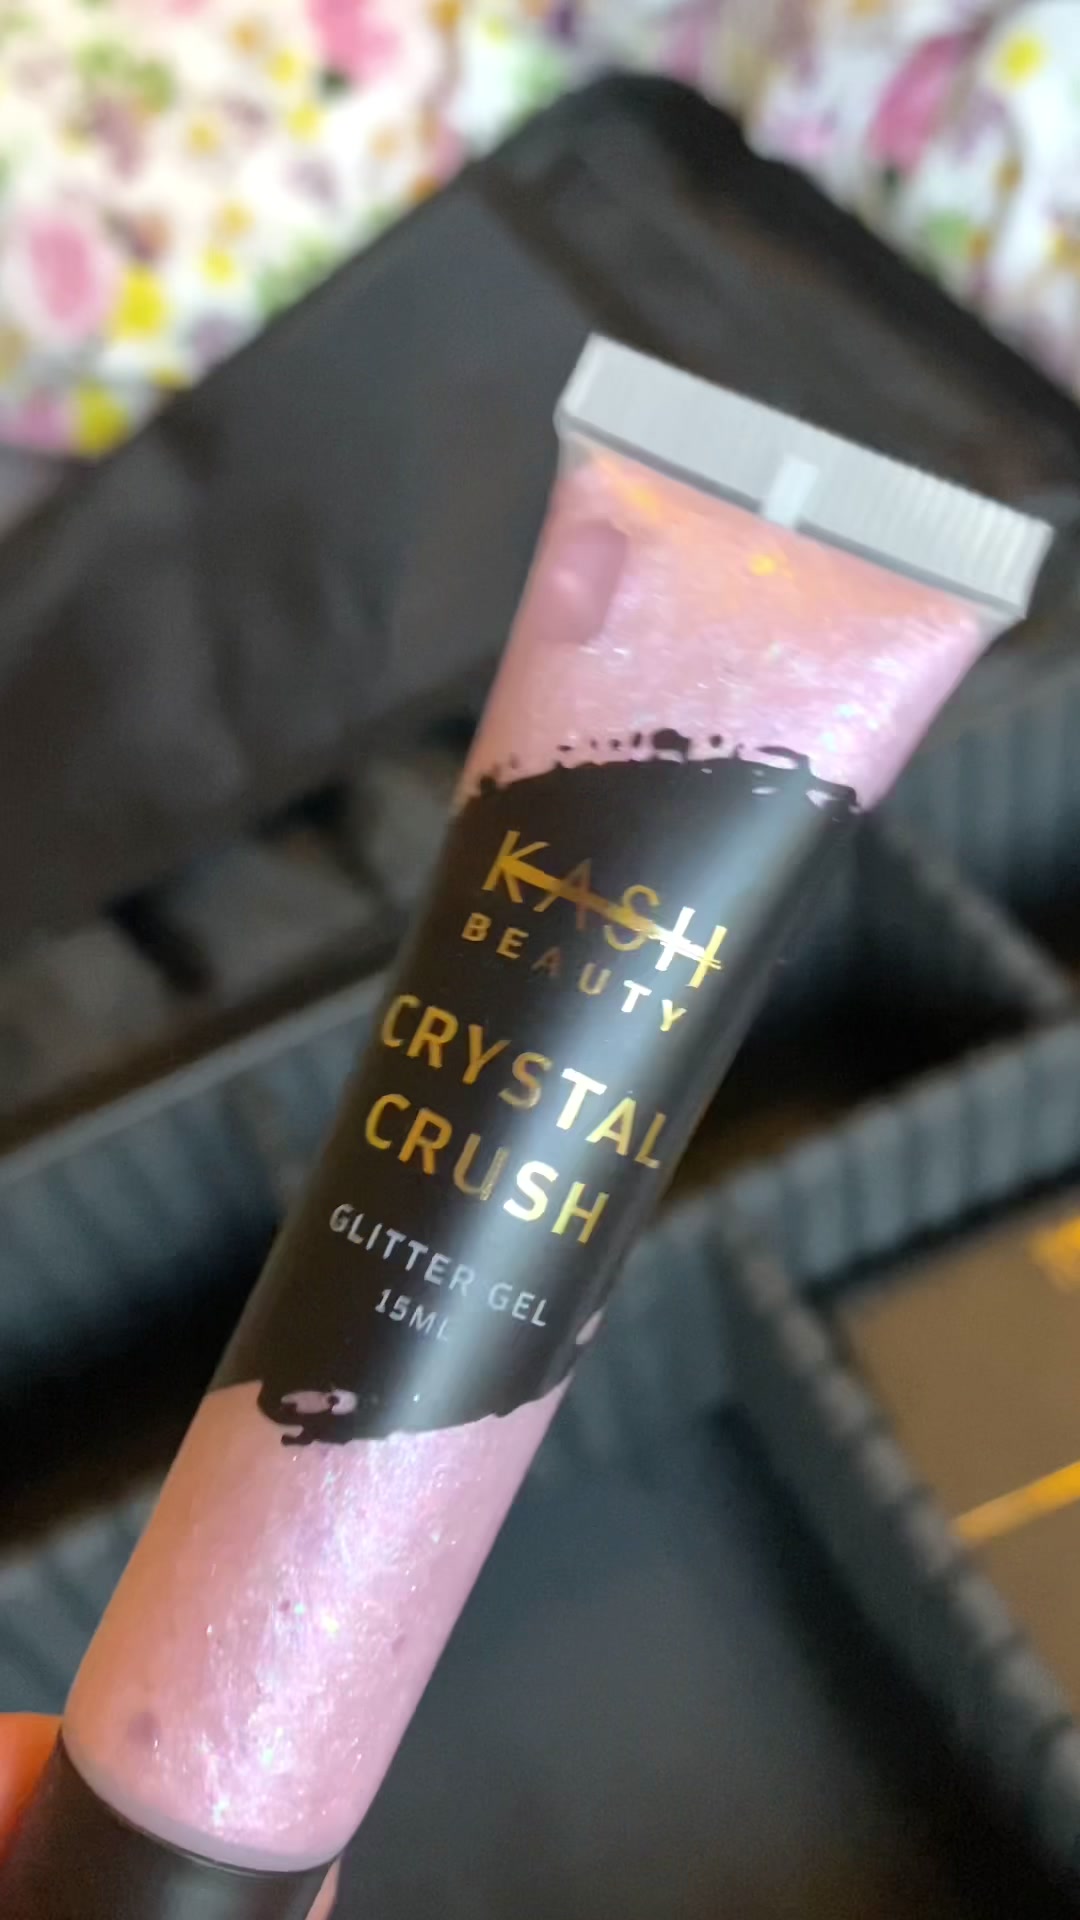 KASH
BEAUTY
CRYSTAL
CRUSH
GLITTER GEL
15ML